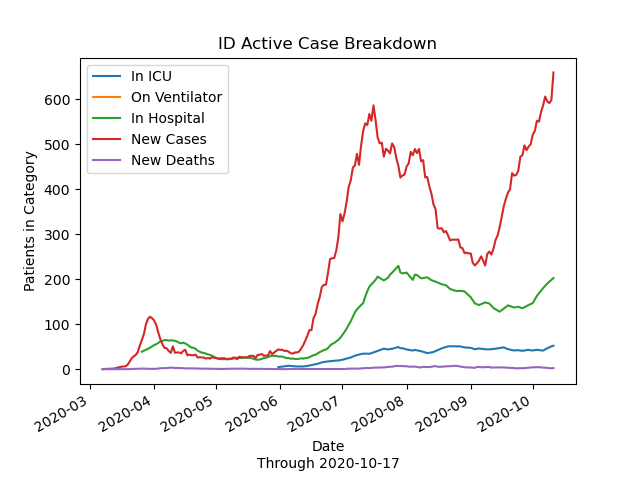 ID Active Case Breakdown
In ICU
On Ventilator
In Hospital
New Cases
New Deaths
Patients in Category
600
500
400
300
200
100
0
2020-03
2020-04
2020-05
2020-06
2020-07
2020-08
2020-09
2020-10
Date
Through 2020-10-17